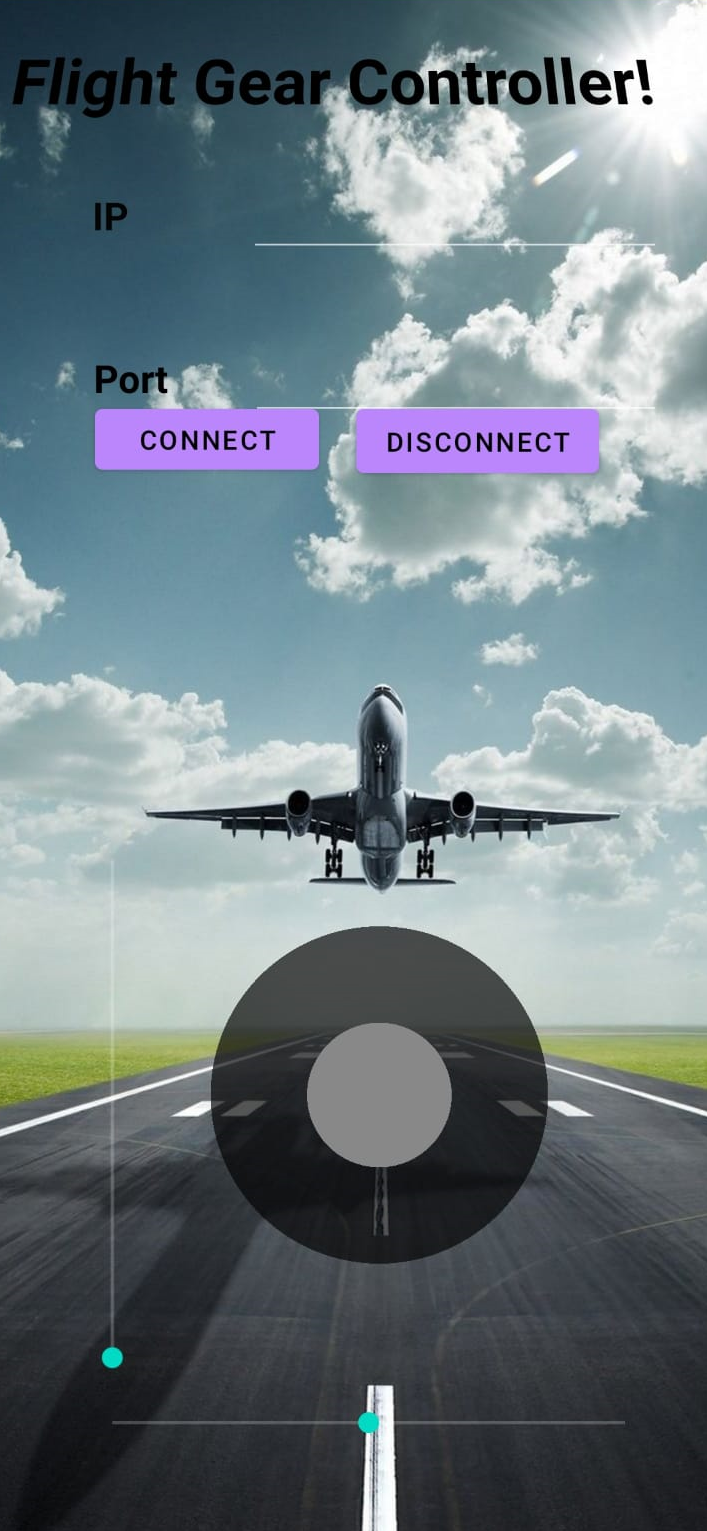 Flight Gear Controller!
IP
Port
CONNECT DISCONNECT